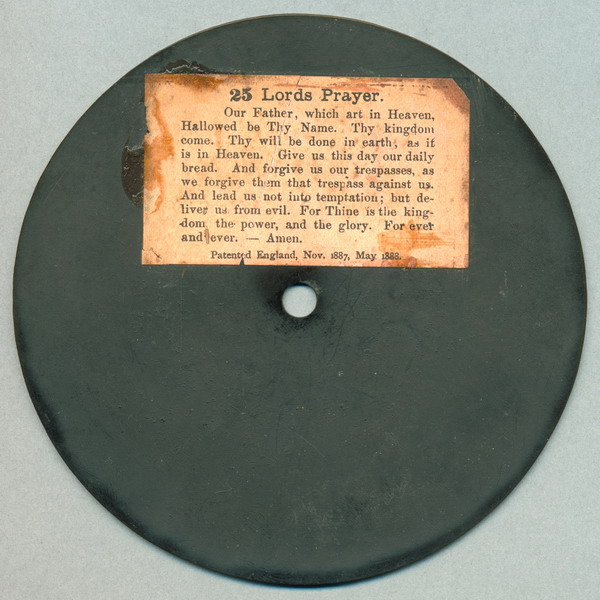 25 Lords Prayer.
Our Father, which art in Heaven,
Hallowed be Thy Name. Thy kingdom
come. Thy will be done in earth, as it
is in Heaven. Give us this day our daily
bread. And forgive us our trespasses, as
we forgive them that trespass against us.
And lead us not into temptation; but de-
liver us from evil. For Thine is the king-
dom the power, and the glory. For ever
and ever. — Amen.
Patented England, Nov. 1887, May 1888.